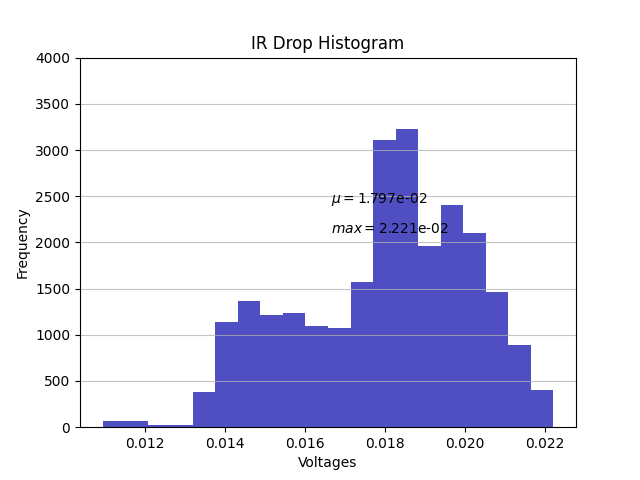 IR Drop Histogram
4000
3500
3000
2500
2000
1500
1000
500
0
Frequency
μ = 1.797e-02
max = 2.221e-02
0.012 0.014 0.016 0.018 0.020 0.022
Voltages